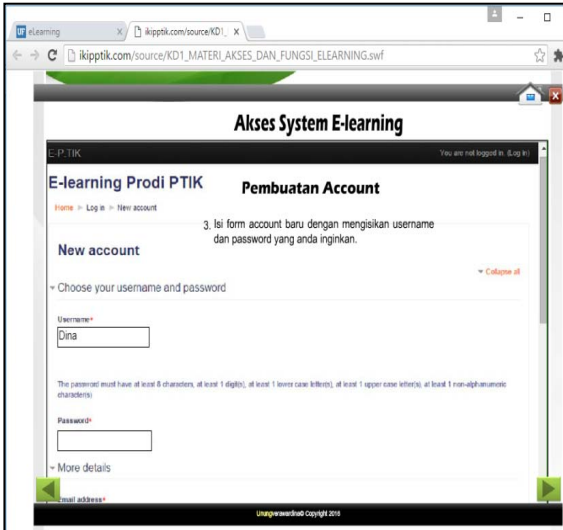 eLearning
ikipptik.com/source/KD1_
ikipptik.com/source/KD1_MATERI_AKSES_DAN_FUNGSI_ELEARNING.swf
Akses System E-learning
E-P.TIK
You are not logged in. (Log in)
E-learning Prodi PTIK
Pembuatan Account
Home ► Log in ► New account
3. Isi form account baru dengan mengisikan username
dan password yang anda inginkan.
New account
Collapse all
Choose your username and password
Username*
Dina
The password must have at least 8 characters, at least 1 digit(s), at least 1 lower case letter(s), at least 1 upper case letter(s), at least 1 non-alphanumeric
character(s)
Password*
More details
Email address*
Unungverawardina© Copyright 2016